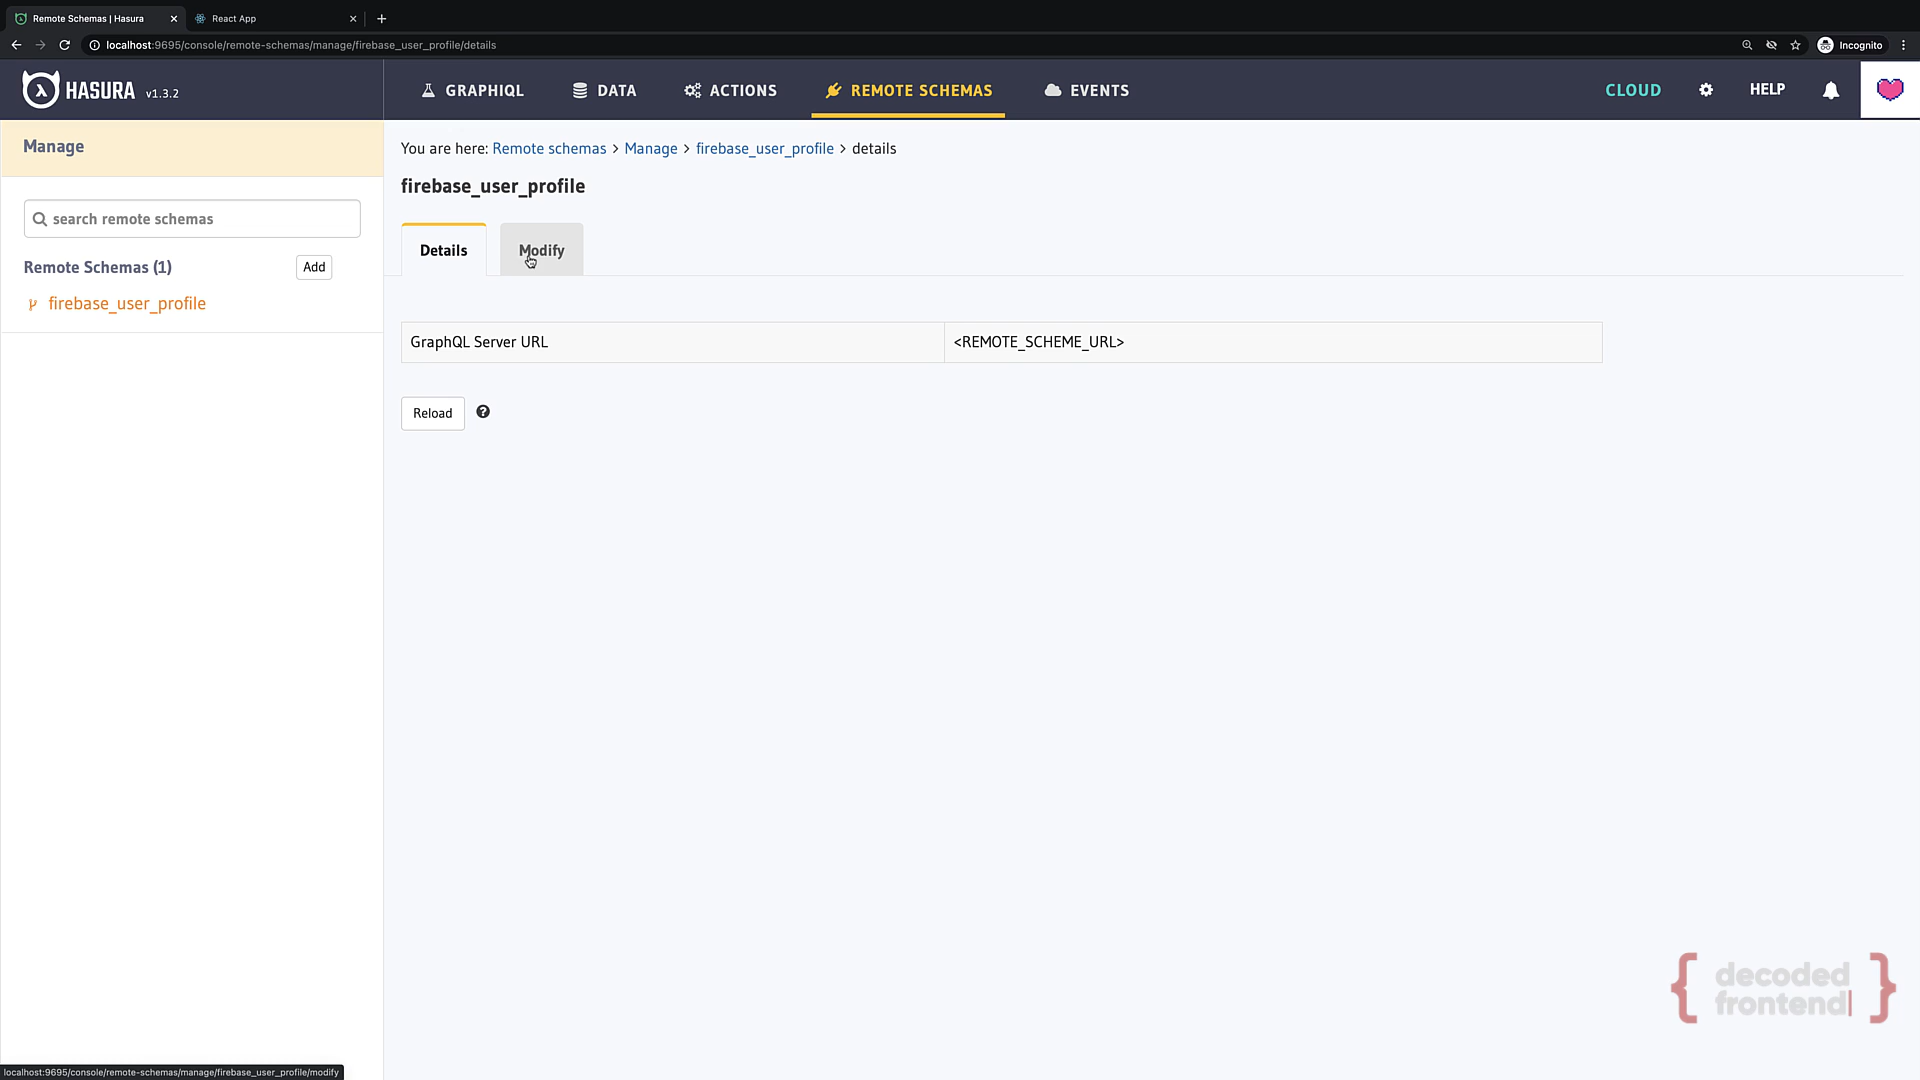 Remote Schemas | Hasura
React App
localhost:9695/console/remote-schemas/manage/firebase_user_profile/details
Incognito
HASURA v1.3.2
GRAPHIQL
DATA
ACTIONS
REMOTE SCHEMAS
EVENTS
CLOUD
HELP
Manage
search remote schemas
Remote Schemas (1)
Add
firebase_user_profile
You are here: Remote schemas > Manage > firebase_user_profile > details
firebase_user_profile
Details
Modify
GraphQL Server URL
<REMOTE_SCHEME_URL>
Reload
?
{ decoded
frontend| }
localhost:9695/console/remote-schemas/manage/firebase_user_profile/modify